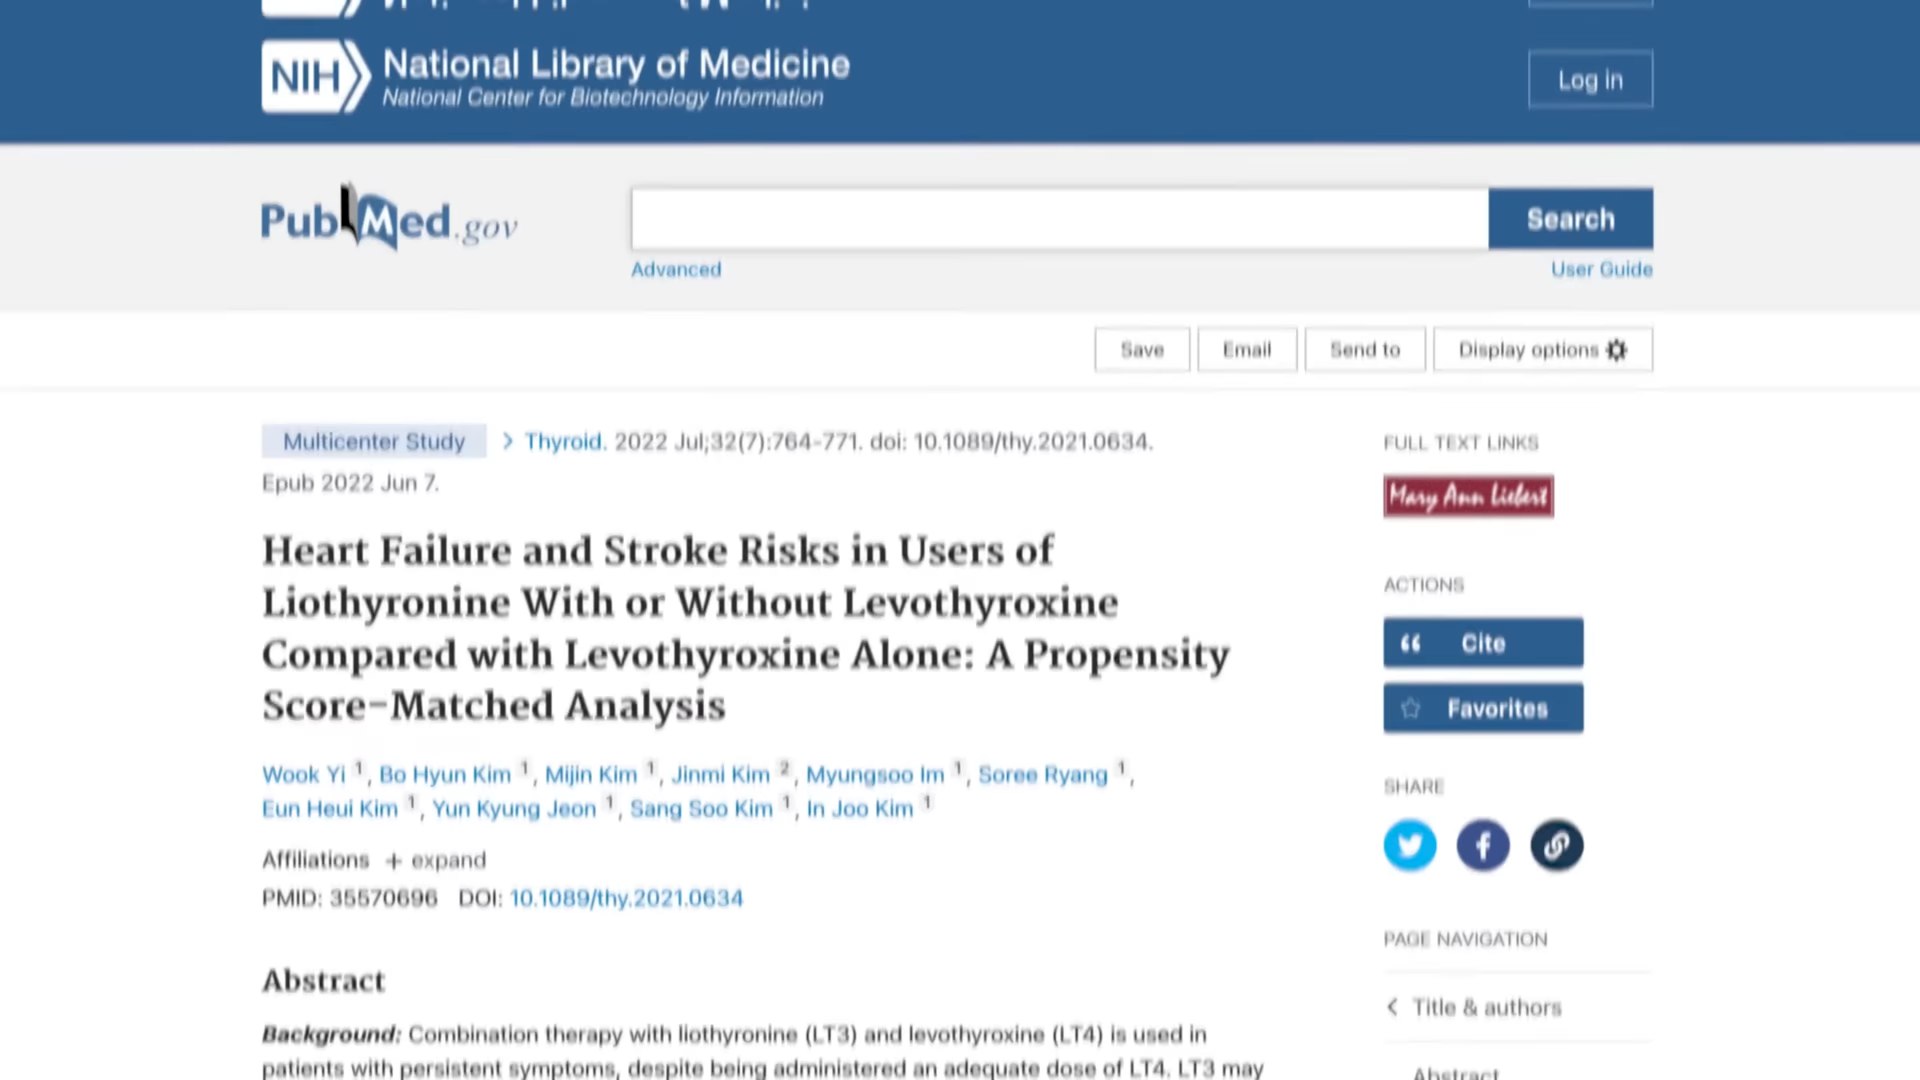 NIH National Library of Medicine
National Center for Biotechnology Information
Log in
PubMed.gov
Search
Advanced
User Guide
Save
Email
Send to
Display options
Multicenter Study
> Thyroid. 2022 Jul;32(7):764-771. doi: 10.1089/thy.2021.0634.
Epub 2022 Jun 7.
Heart Failure and Stroke Risks in Users of
Liothyronine With or Without Levothyroxine
Compared with Levothyroxine Alone: A Propensity
Score-Matched Analysis
Wook Yi 1, Bo Hyun Kim 1, Mijin Kim 1, Jinmi Kim 2, Myungsoo Im 1, Soree Ryang 1,
Eun Heui Kim 1, Yun Kyung Jeon 1, Sang Soo Kim 1, In Joo Kim 1
Affiliations + expand
PMID: 35570696 DOI: 10.1089/thy.2021.0634
Abstract
Background: Combination therapy with liothyronine (LT3) and levothyroxine (LT4) is used in
patients with persistent symptoms, despite being administered an adequate dose of LT4. LT3 may
FULL TEXT LINKS
Mary Ann Liebert
ACTIONS
Cite
Favorites
SHARE
PAGE NAVIGATION
< Title & authors
Abstract